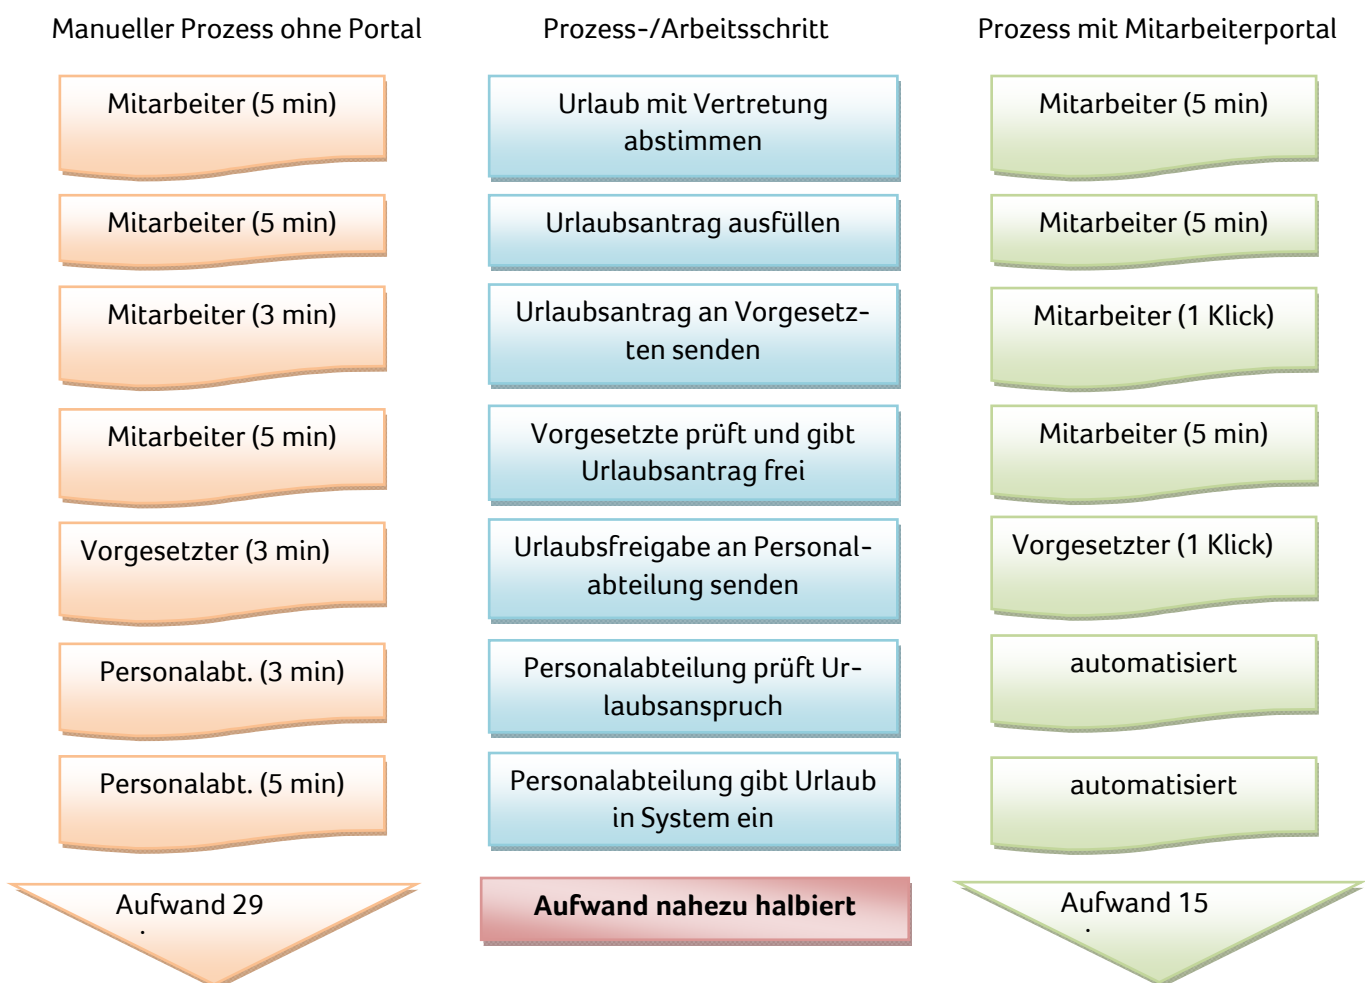 Manueller Prozess ohne Portal
Prozess-/Arbeitsschritt
Prozess mit Mitarbeiterportal
Mitarbeiter (5 min)
Urlaub mit Vertretung
abstimmen
Mitarbeiter (5 min)
Mitarbeiter (5 min)
Urlaubsantrag ausfüllen
Mitarbeiter (5 min)
Mitarbeiter (3 min)
Urlaubsantrag an Vorgesetz-
ten senden
Mitarbeiter (1 Klick)
Mitarbeiter (5 min)
Vorgesetzte prüft und gibt
Urlaubsantrag frei
Mitarbeiter (5 min)
Vorgesetzter (3 min)
Urlaubsfreigabe an Personal-
abteilung senden
Vorgesetzter (1 Klick)
Personalabt. (3 min)
Personalabteilung prüft Ur-
laubsanspruch
automatisiert
Personalabt. (5 min)
Personalabteilung gibt Urlaub
in System ein
automatisiert
Aufwand 29
Aufwand nahezu halbiert
Aufwand 15